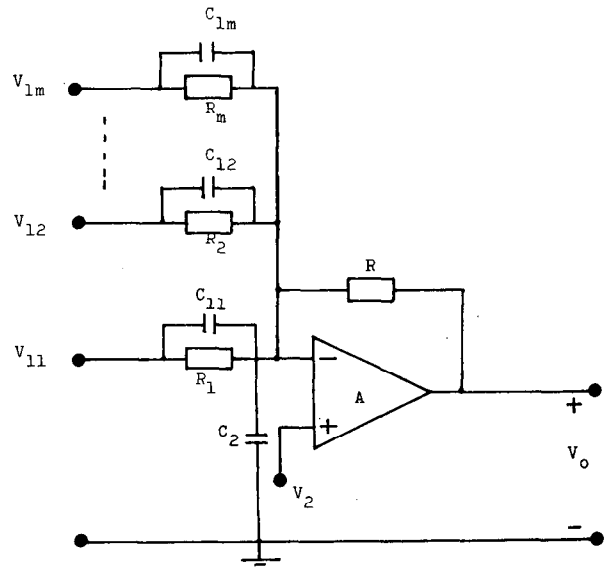 C1m
V1m
Rm
C12
V12
R2
R
C11
V11
R1
−
A
+
C2
V2
+
Vo
−